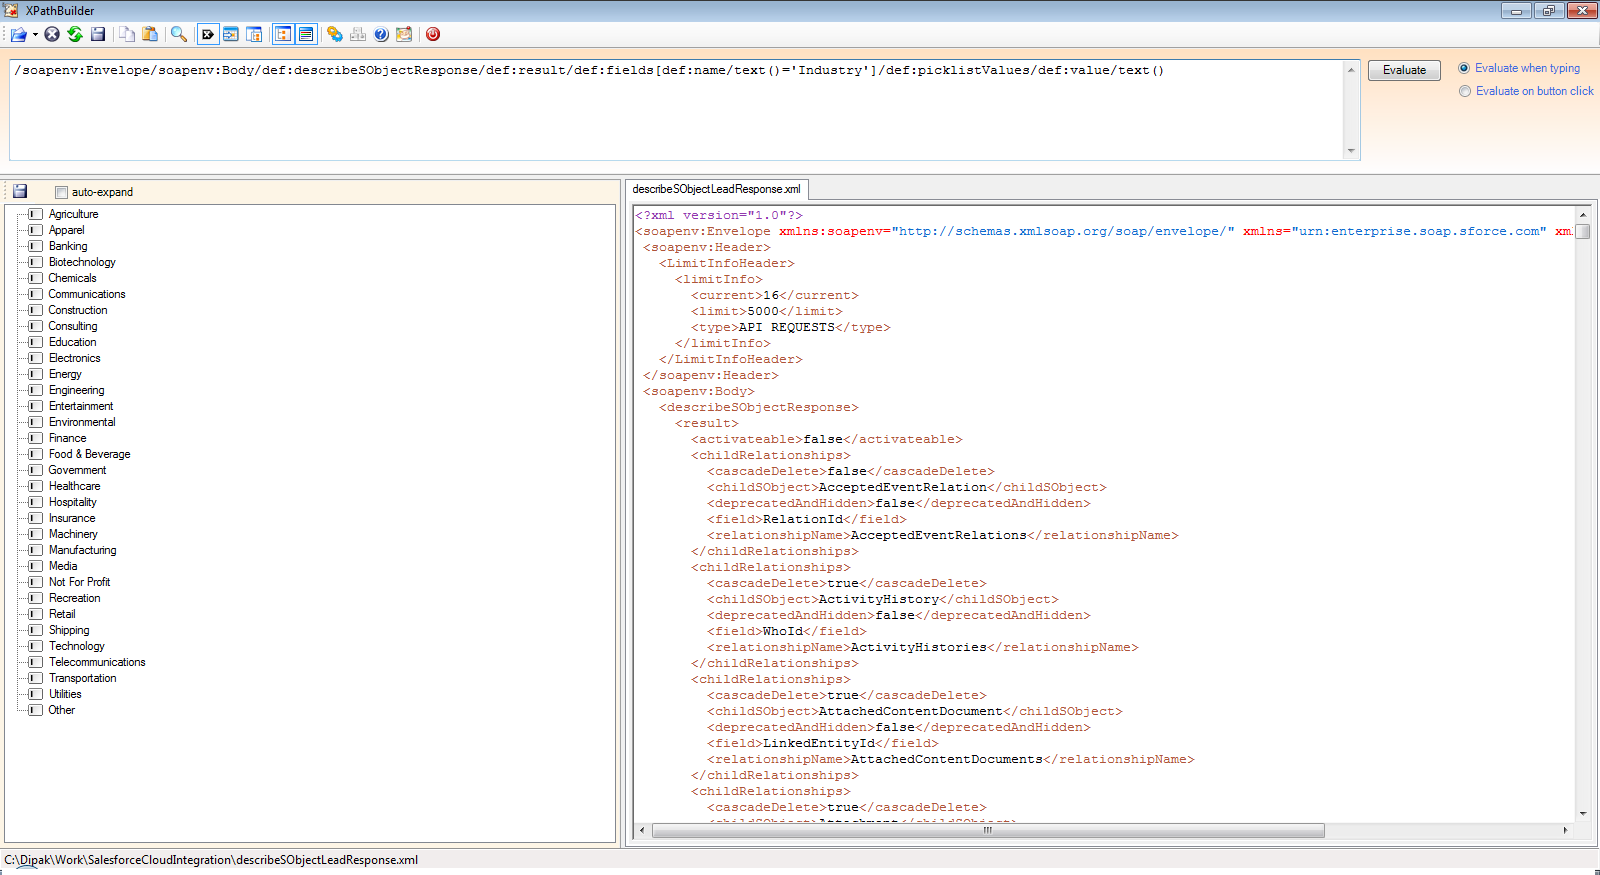 XPathBuilder
/soapenv:Envelope/soapenv:Body/def:describeSObjectResponse/def:result/def:fields[def:name/text()='Industry']/def:picklistValues/def:value/text()
Evaluate
Evaluate when typing
Evaluate on button click
auto-expand
Agriculture
Apparel
Banking
Biotechnology
Chemicals
Communications
Construction
Consulting
Education
Electronics
Energy
Engineering
Entertainment
Environmental
Finance
Food & Beverage
Government
Healthcare
Hospitality
Insurance
Machinery
Manufacturing
Media
Not For Profit
Recreation
Retail
Shipping
Technology
Telecommunications
Transportation
Utilities
Other
describeSObjectLeadResponse.xml
<?xml version="1.0"?>
<soapenv:Envelope xmlns:soapenv="http://schemas.xmlsoap.org/soap/envelope/" xmlns="urn:enterprise.soap.sforce.com" xm
<soapenv:Header>
<LimitInfoHeader>
<limitInfo>
<current>16</current>
<limit>5000</limit>
<type>API REQUESTS</type>
</limitInfo>
</LimitInfoHeader>
</soapenv:Header>
<soapenv:Body>
<describeSObjectResponse>
<result>
<activateable>false</activateable>
<childRelationships>
<cascadeDelete>false</cascadeDelete>
<childSObject>AcceptedEventRelation</childSObject>
<deprecatedAndHidden>false</deprecatedAndHidden>
<field>RelationId</field>
<relationshipName>AcceptedEventRelations</relationshipName>
</childRelationships>
<childRelationships>
<cascadeDelete>true</cascadeDelete>
<childSObject>ActivityHistory</childSObject>
<deprecatedAndHidden>false</deprecatedAndHidden>
<field>WhoId</field>
<relationshipName>ActivityHistories</relationshipName>
</childRelationships>
<childRelationships>
<cascadeDelete>true</cascadeDelete>
<childSObject>AttachedContentDocument</childSObject>
<deprecatedAndHidden>false</deprecatedAndHidden>
<field>LinkedEntityId</field>
<relationshipName>AttachedContentDocuments</relationshipName>
</childRelationships>
<childRelationships>
<cascadeDelete>true</cascadeDelete>
<childSObject>Attachment</childSObject>
C:\Dipak\Work\SalesforceCloudIntegration\describeSObjectLeadResponse.xml